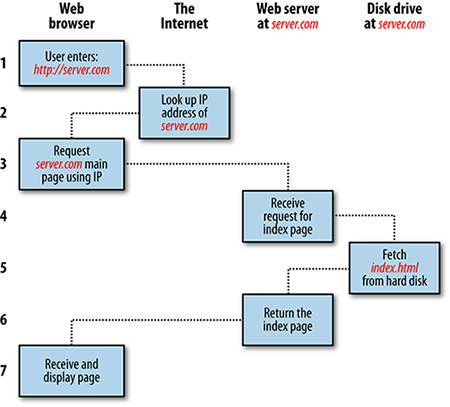 Web
browser
The
Internet
Web server
at server.com
Disk drive
at server.com
1
User enters:
http://server.com
2
Look up IP
address of
server.com
3
Request
server.com main
page using IP
4
Receive
request for
index page
5
Fetch
index.html
from hard disk
6
Return the
index page
7
Receive and
display page